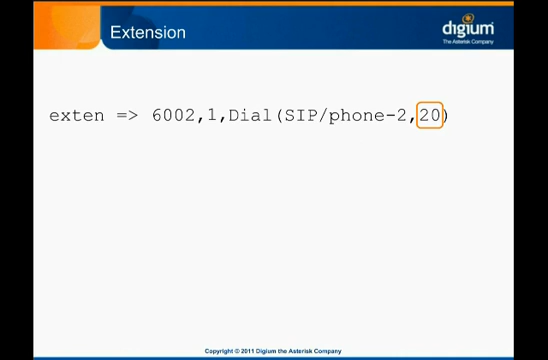 Extension
digium
The Asterisk Company
exten => 6002,1,Dial(SIP/phone-2,20)
Copyright © 2011 Digium the Asterisk Company